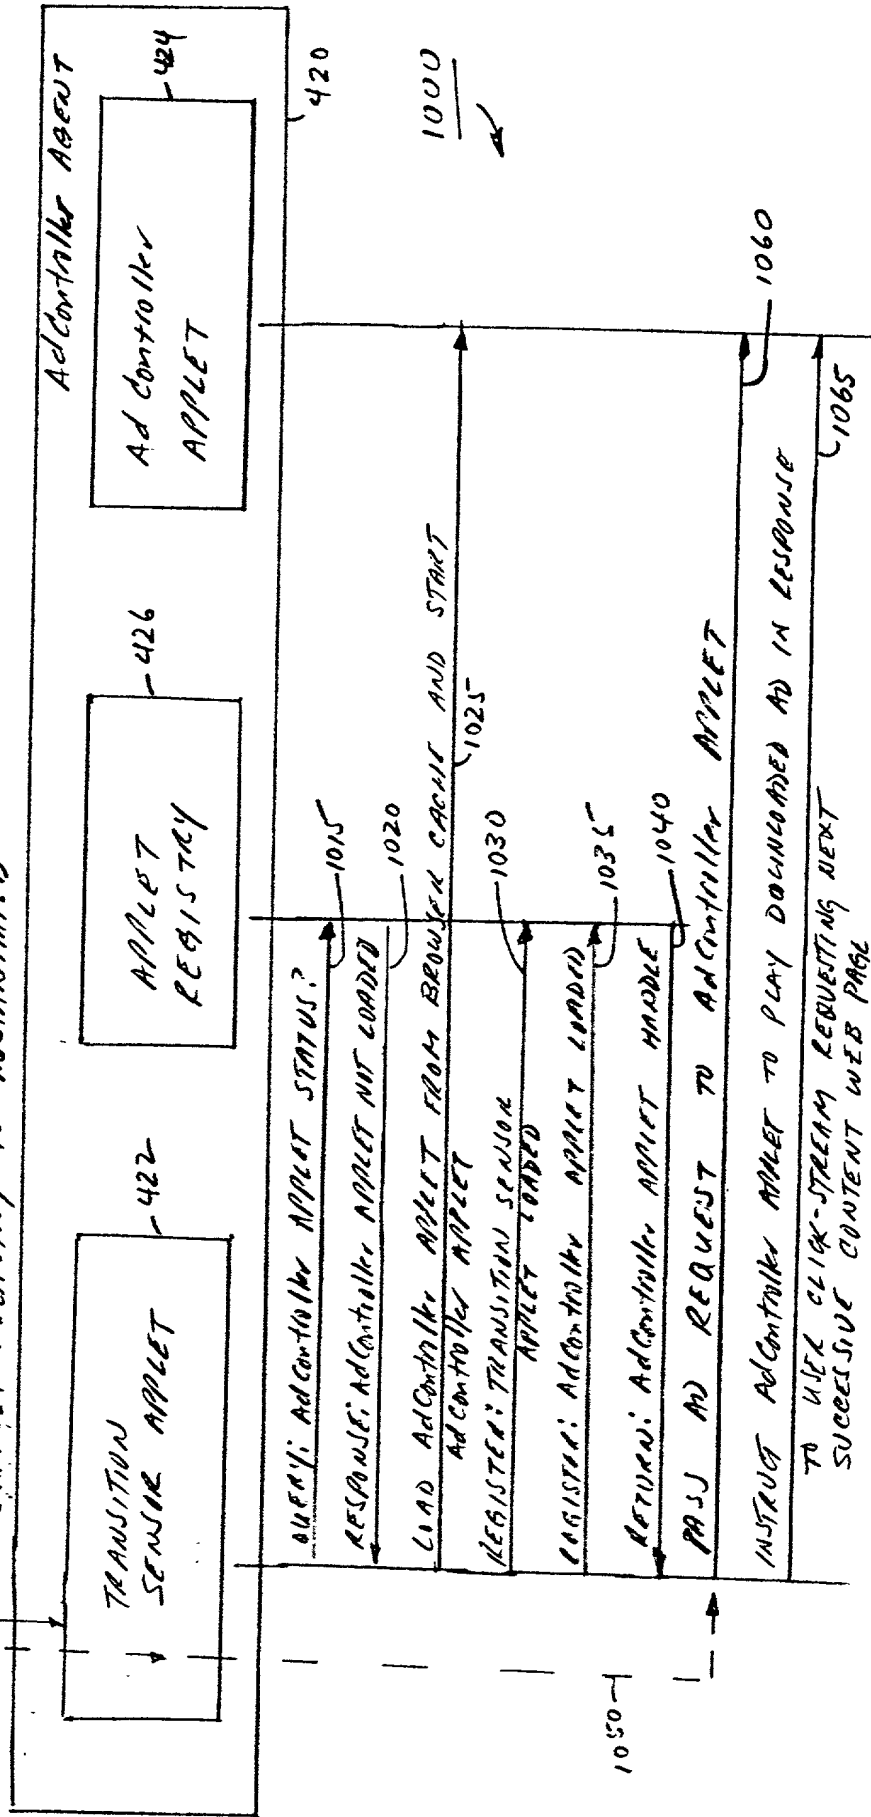 AdController AGENT
TRANSITION
SENSOR APPLET
422
APPLET
REGISTRY
426
Ad Controller
APPLET
424
420
1000
QUERY: AdController APPLET STATUS?
1015
RESPONSE: AdController APPLET NOT LOADED
1020
LOAD AdController APPLET FROM BROWSER CACHE AND START
AdController APPLET
1025
REGISTER: TRANSITION SENSOR
APPLET LOADED
1030
REGISTER: AdController APPLET LOADED
1035
RETURN: AdController APPLET HANDLE
1040
1050
PASS AD REQUEST TO AdController APPLET
1060
INSTRUCT AdController APPLET TO PLAY DOWNLOADED AD IN RESPONSE
TO USER CLICK-STREAM REQUESTING NEXT
SUCCESSIVE CONTENT WEB PAGE
1065